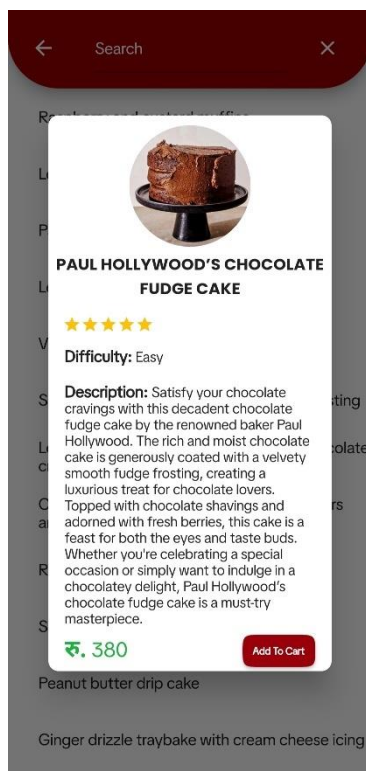 Search
PAUL HOLLYWOOD'S CHOCOLATE
FUDGE CAKE
Difficulty: Easy
Description: Satisfy your chocolate
cravings with this decadent chocolate
fudge cake by the renowned baker Paul
Hollywood. The rich and moist chocolate
cake is generously coated with a velvety
smooth fudge frosting, creating a
luxurious treat for chocolate lovers.
Topped with chocolate shavings and
adorned with fresh berries, this cake is a
feast for both the eyes and taste buds.
Whether you're celebrating a special
occasion or simply want to indulge in a
chocolatey delight, Paul Hollywood's
chocolate fudge cake is a must-try
masterpiece.
रु. 380
Add To Cart
Peanut butter drip cake
Ginger drizzle traybake with cream cheese icing